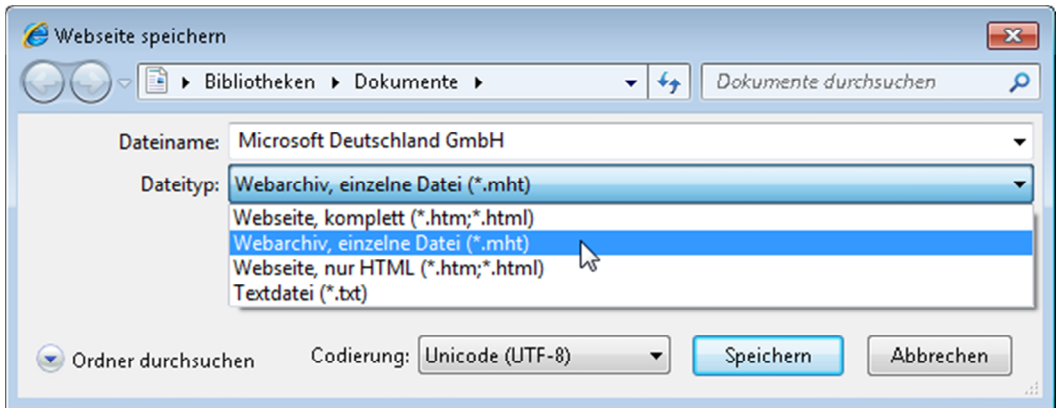 Webseite speichern
Bibliotheken Dokumente Dokumente durchsuchen
Dateiname: Microsoft Deutschland GmbH
Dateityp: Webarchiv, einzelne Datei (*.mht)
Webseite, komplett (*.htm;*.html)
Webarchiv, einzelne Datei (*.mht)
Webseite, nur HTML (*.htm;*.html)
Textdatei (*.txt)
Ordner durchsuchen Codierung: Unicode (UTF-8) Speichern Abbrechen